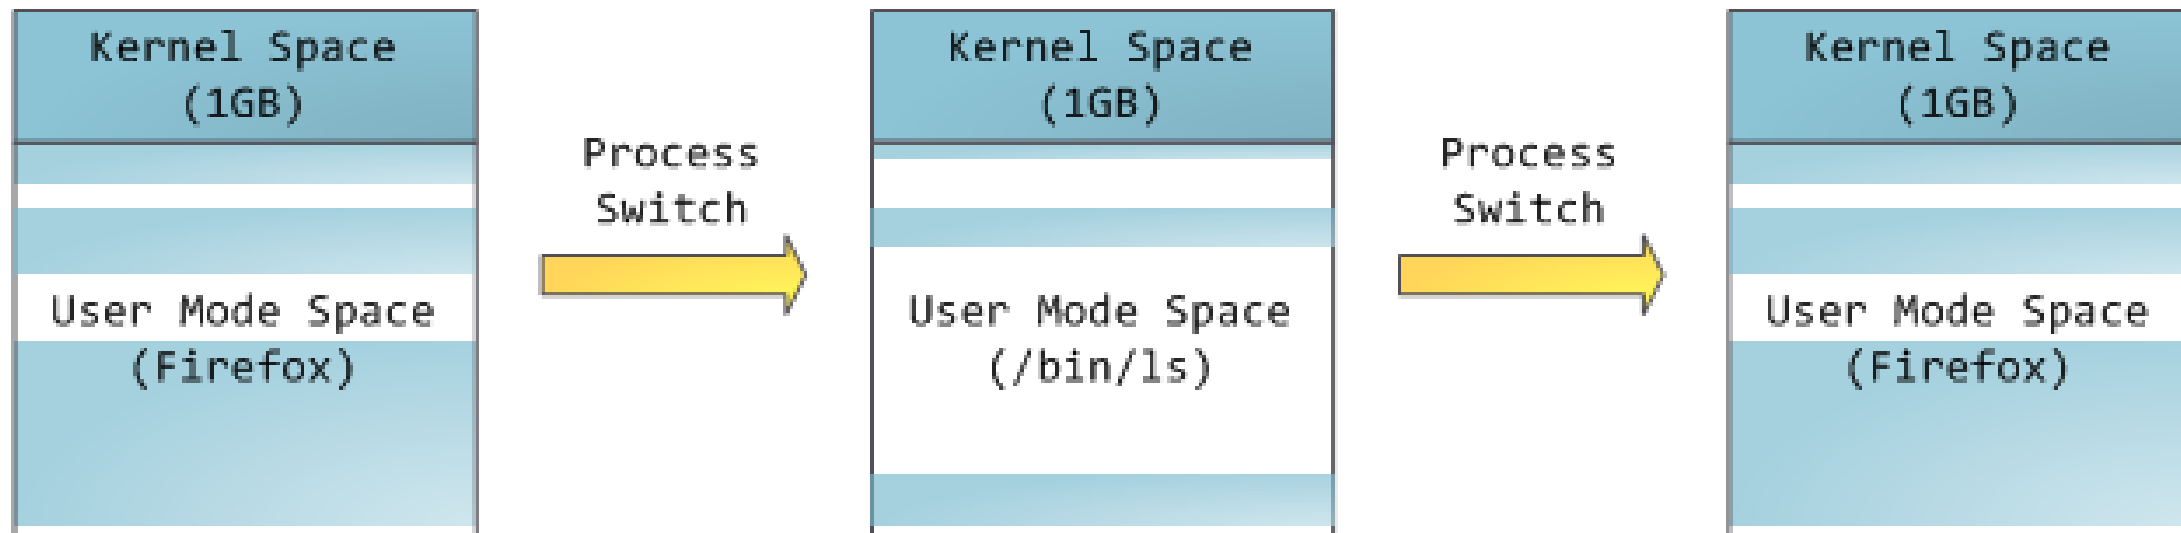 Kernel Space
(1GB)
User Mode Space
(Firefox)
Process
Switch
Kernel Space
(1GB)
User Mode Space
(/bin/ls)
Process
Switch
Kernel Space
(1GB)
User Mode Space
(Firefox)